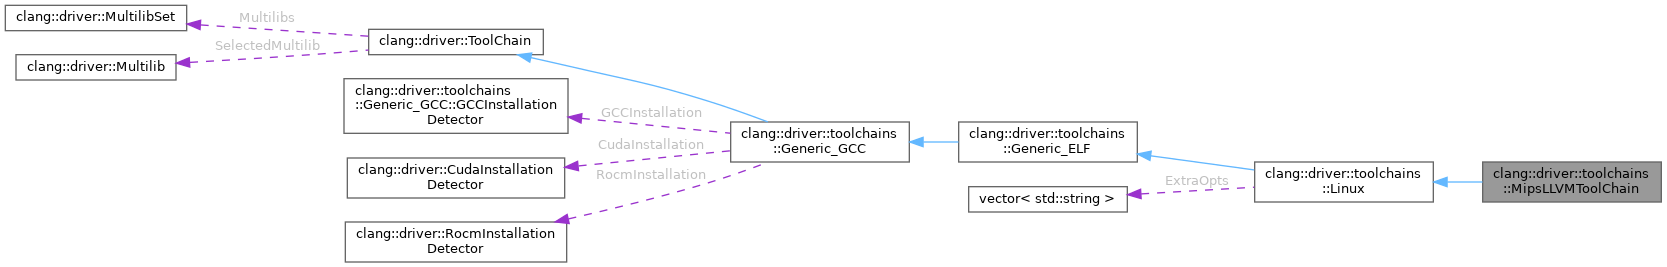 clang::driver::MultilibSet
Multilibs
clang::driver::ToolChain
SelectedMultilib
clang::driver::Multilib
clang::driver::toolchains
::Generic_GCC::GCCInstallation
Detector
GCCInstallation
clang::driver::toolchains
::Generic_GCC
clang::driver::toolchains
::Generic_ELF
CudaInstallation
clang::driver::CudaInstallation
Detector
RocmInstallation
clang::driver::toolchains
::Linux
clang::driver::toolchains
::MipsLLVMToolChain
ExtraOpts
vector< std::string >
clang::driver::RocmInstallation
Detector